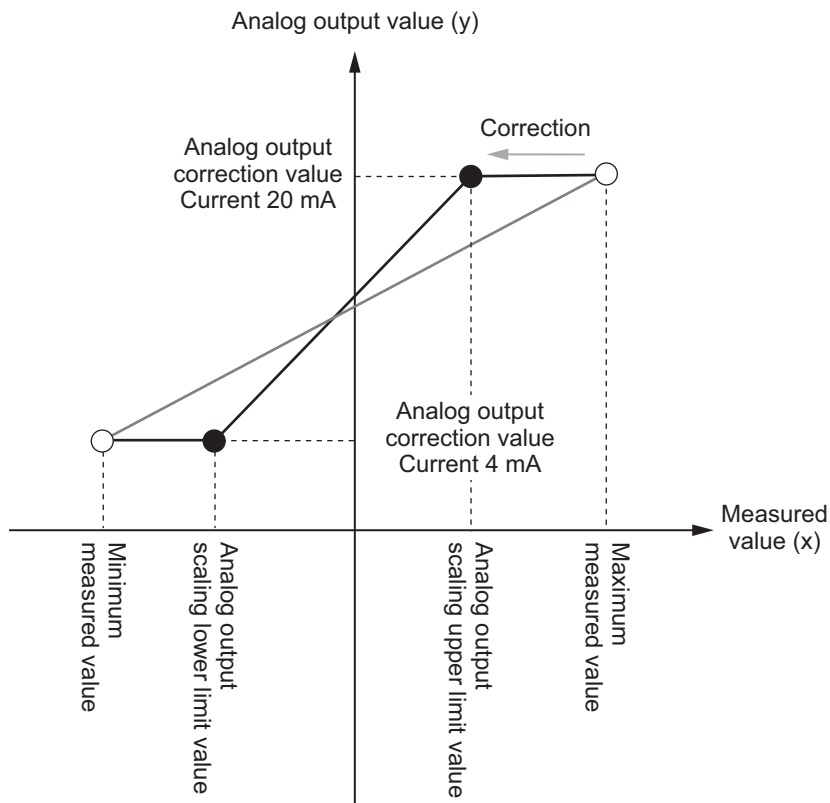 Analog output value (y)
Correction
Analog output
correction value
Current 20 mA
Analog output
correction value
Current 4 mA
Measured
value (x)
Minimum
measured value
Analog output
scaling lower limit value
Analog output
scaling upper limit value
Maximum
measured value